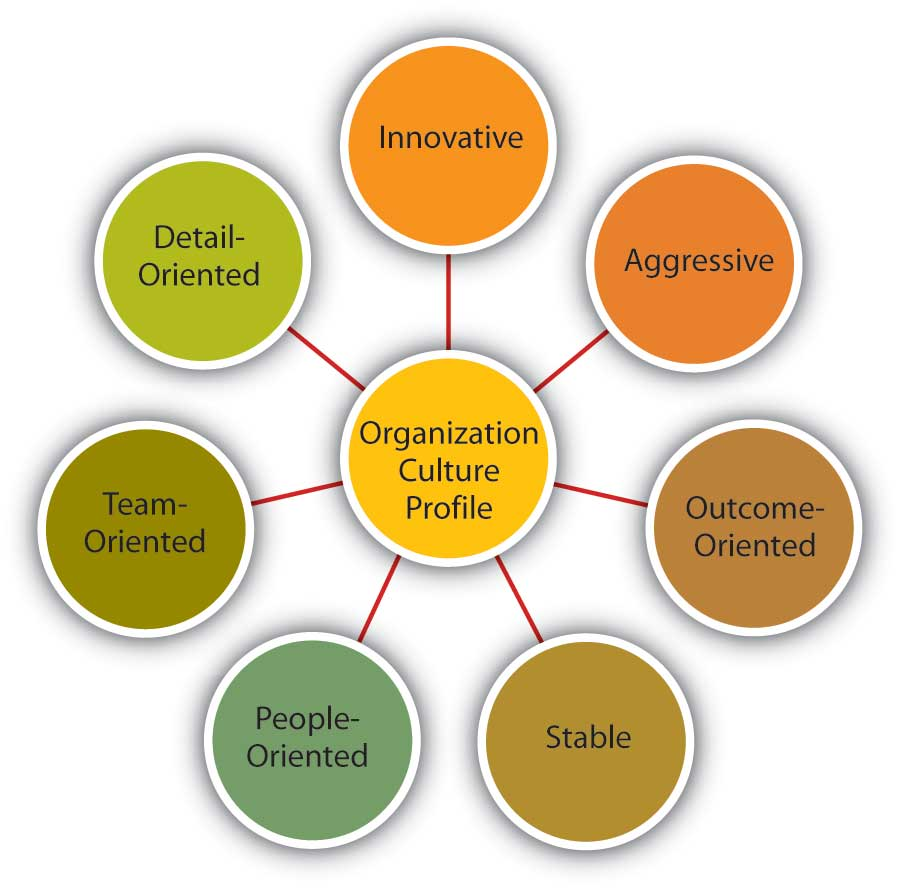 Innovative
Aggressive
Outcome-
Oriented
Stable
People-
Oriented
Team-
Oriented
Detail-
Oriented
Organization
Culture
Profile